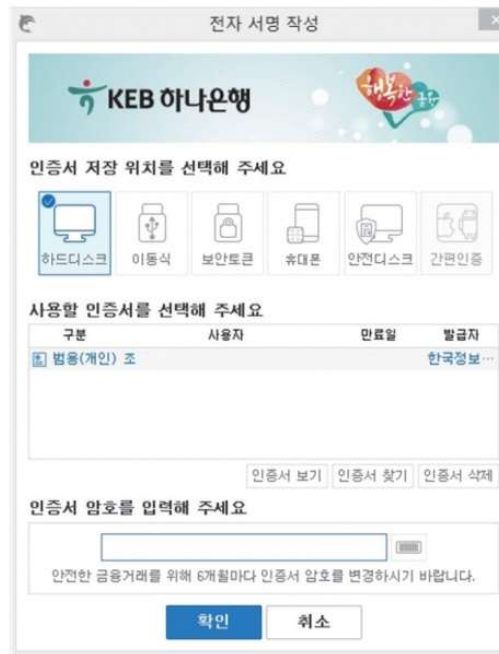 전자 서명 작성
KEB 하나은행
행복한 금융
인증서 저장 위치를 선택해 주세요
하드디스크 이동식 보안토큰 휴대폰 안전디스크 간편인증
사용할 인증서를 선택해 주세요
구분 사용자 만료일 발급자
범용(개인) 조 한국정보…
인증서 보기 인증서 찾기 인증서 삭제
인증서 암호를 입력해 주세요
안전한 금융거래를 위해 6개월마다 인증서 암호를 변경하시기 바랍니다.
확인 취소